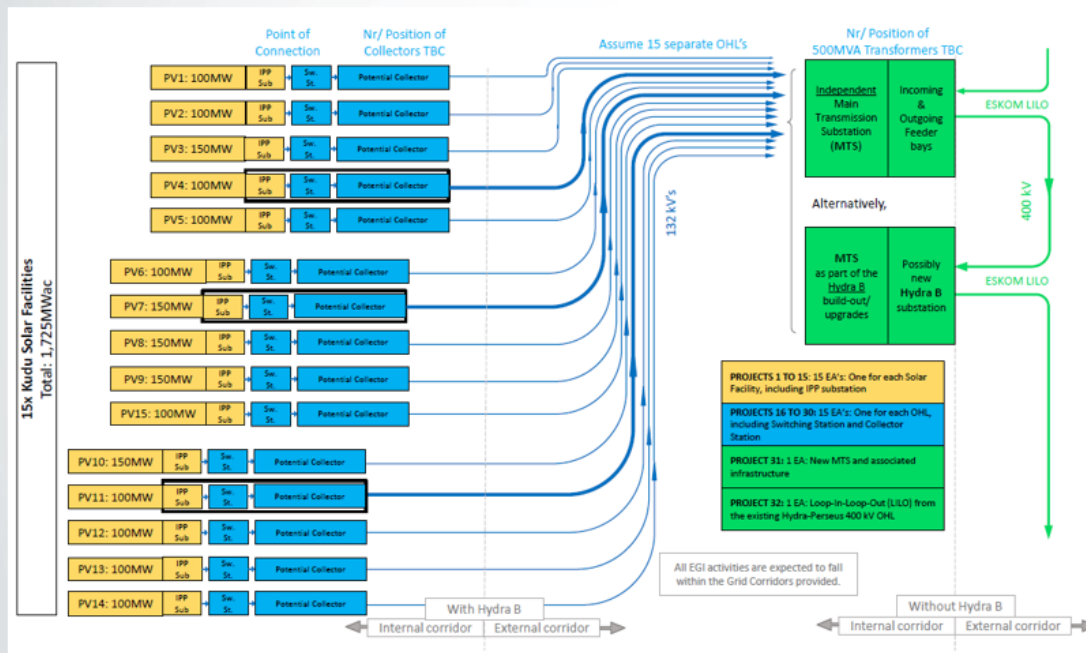 Point of
Connection
Nr/ Position of
Collectors TBC
Assume 15 separate OHL's
Nr/ Position of
500MVA Transformers TBC
15x Kudu Solar Facilities
Total: 1,725MWac
PV1: 100MW
IPP
Sub
Sw.
St.
Potential Collector
PV2: 100MW
IPP
Sub
Sw.
St.
Potential Collector
PV3: 150MW
IPP
Sub
Sw.
St.
Potential Collector
PV4: 100MW
IPP
Sub
Sw.
St.
Potential Collector
PV5: 100MW
IPP
Sub
Sw.
St.
Potential Collector
PV6: 100MW
IPP
Sub
Sw.
St.
Potential Collector
PV7: 150MW
IPP
Sub
Sw.
St.
Potential Collector
PV8: 150MW
IPP
Sub
Sw.
St.
Potential Collector
PV9: 150MW
IPP
Sub
Sw.
St.
Potential Collector
PV15: 100MW
IPP
Sub
Sw.
St.
Potential Collector
PV10: 150MW
IPP
Sub
Sw.
St.
Potential Collector
PV11: 100MW
IPP
Sub
Sw.
St.
Potential Collector
PV12: 100MW
IPP
Sub
Sw.
St.
Potential Collector
PV13: 100MW
IPP
Sub
Sw.
St.
Potential Collector
PV14: 100MW
IPP
Sub
Sw.
St.
Potential Collector
132 kV's
Independent
Main
Transmission
Substation
(MTS)
Incoming
&
Outgoing
Feeder
bays
ESKOM LILO
400 kV
Alternatively,
MTS
as part of the
Hydra B
build-out/
upgrades
Possibly
new
Hydra B
substation
ESKOM LILO
PROJECTS 1 TO 15: 15 EA's: One for each Solar
Facility, including IPP substation
PROJECTS 16 TO 30: 15 EA's: One for each OHL,
including Switching Station and Collector
Station
PROJECT 31: 1 EA: New MTS and associated
infrastructure
PROJECT 32: 1 EA: Loop-In-Loop-Out (LILO) from
the existing Hydra-Perseus 400 kV OHL
All EGI activities are expected to fall
within the Grid Corridors provided.
With Hydra B
Internal corridor
External corridor
Without Hydra B
Internal corridor
External corridor